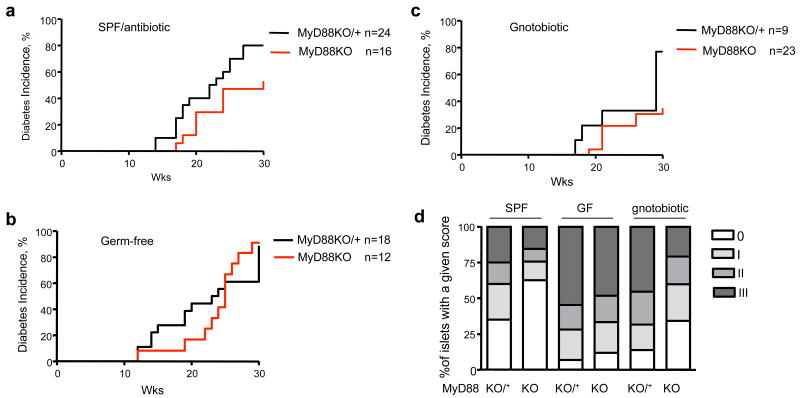 a
SPF/antibiotic
Diabetes Incidence, %
100
80
60
40
20
0
0 10 20 30
Wks
MyD88KO/+ n=24
MyD88KO n=16
b
Germ-free
Diabetes Incidence, %
100
80
60
40
20
0
0 10 20 30
Wks
MyD88KO/+ n=18
MyD88KO n=12
c
Gnotobiotic
Diabetes Incidence, %
100
80
60
40
20
0
0 10 20 30
Wks
MyD88KO/+ n=9
MyD88KO n=23
d
SPF GF gnotobiotic
%of islets with a given score
100
75
50
25
0
MyD88 KO/+ KO KO/+ KO KO/+ KO
0
I
II
III